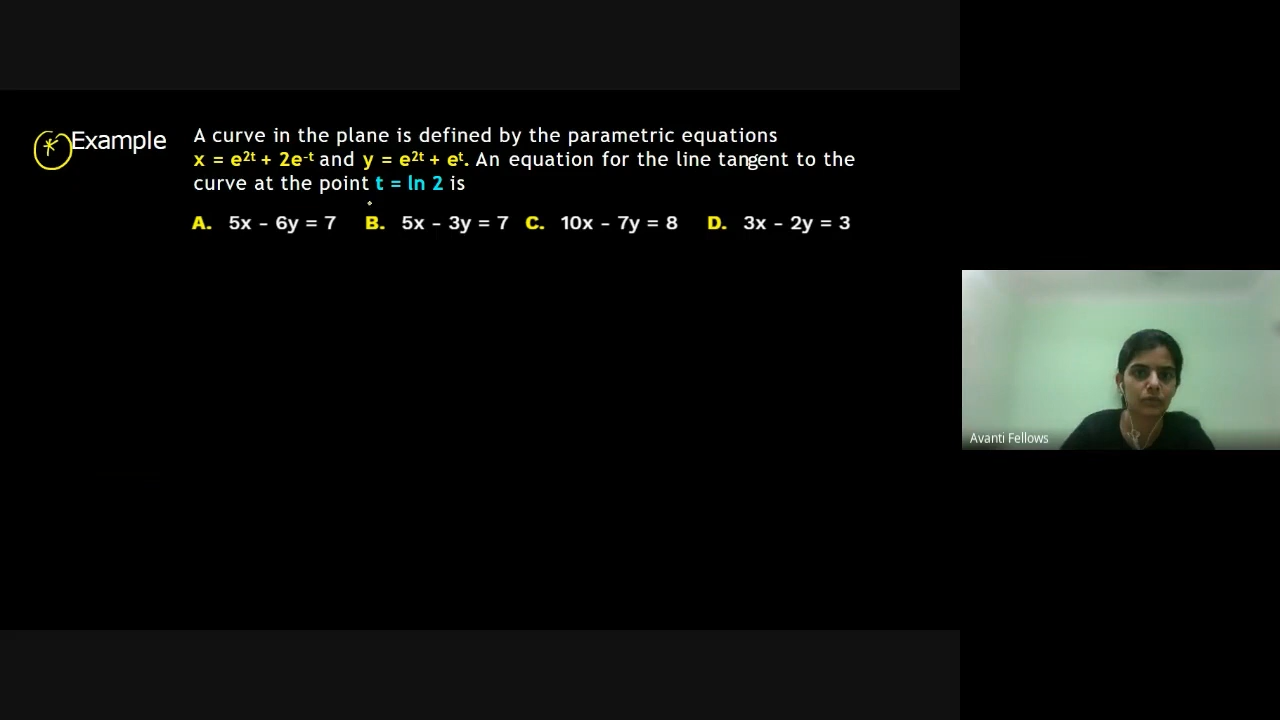 * Example
A curve in the plane is defined by the parametric equations
x = e²ᵗ + 2e⁻ᵗ and y = e²ᵗ + eᵗ. An equation for the line tangent to the
curve at the point t = ln 2 is
A. 5x – 6y = 7 B. 5x – 3y = 7 C. 10x – 7y = 8 D. 3x – 2y = 3
Avanti Fellows